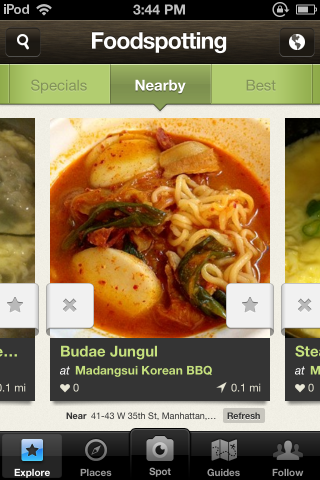 iPod 3:44 PM
Foodspotting
Specials Nearby Best
e…
Budae Jungul
at Madangsui Korean BBQ
0 0.1 mi
0.1 mi
Stea
at M
0
Near 41-43 W 35th St, Manhattan,... Refresh
Explore Places Spot Guides Follow